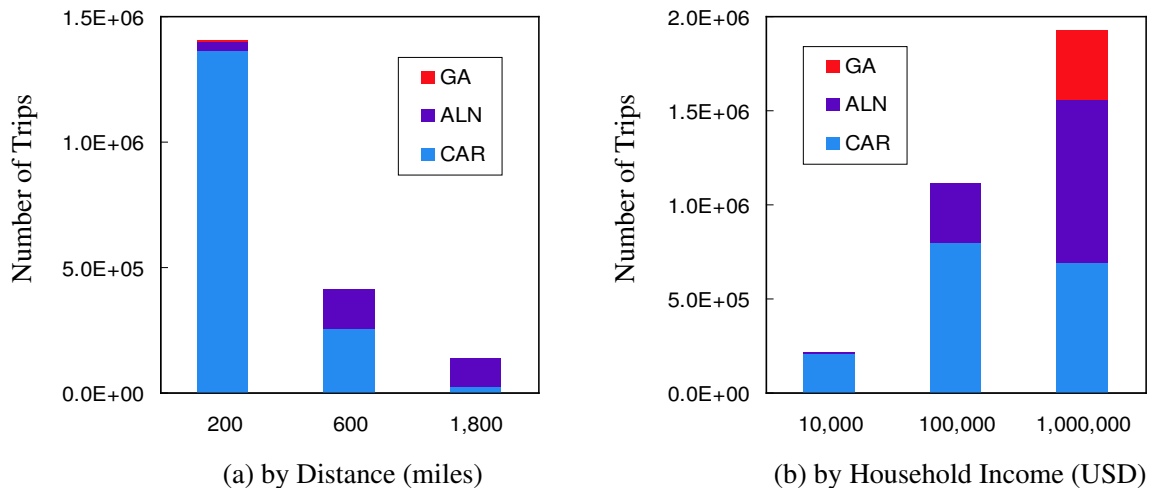 Number of Trips
1.5E+06
1.0E+06
5.0E+05
0.0E+00
GA
ALN
CAR
200 600 1,800
(a) by Distance (miles)
Number of Trips
2.0E+06
1.5E+06
1.0E+06
5.0E+05
0.0E+00
GA
ALN
CAR
10,000 100,000 1,000,000
(b) by Household Income (USD)